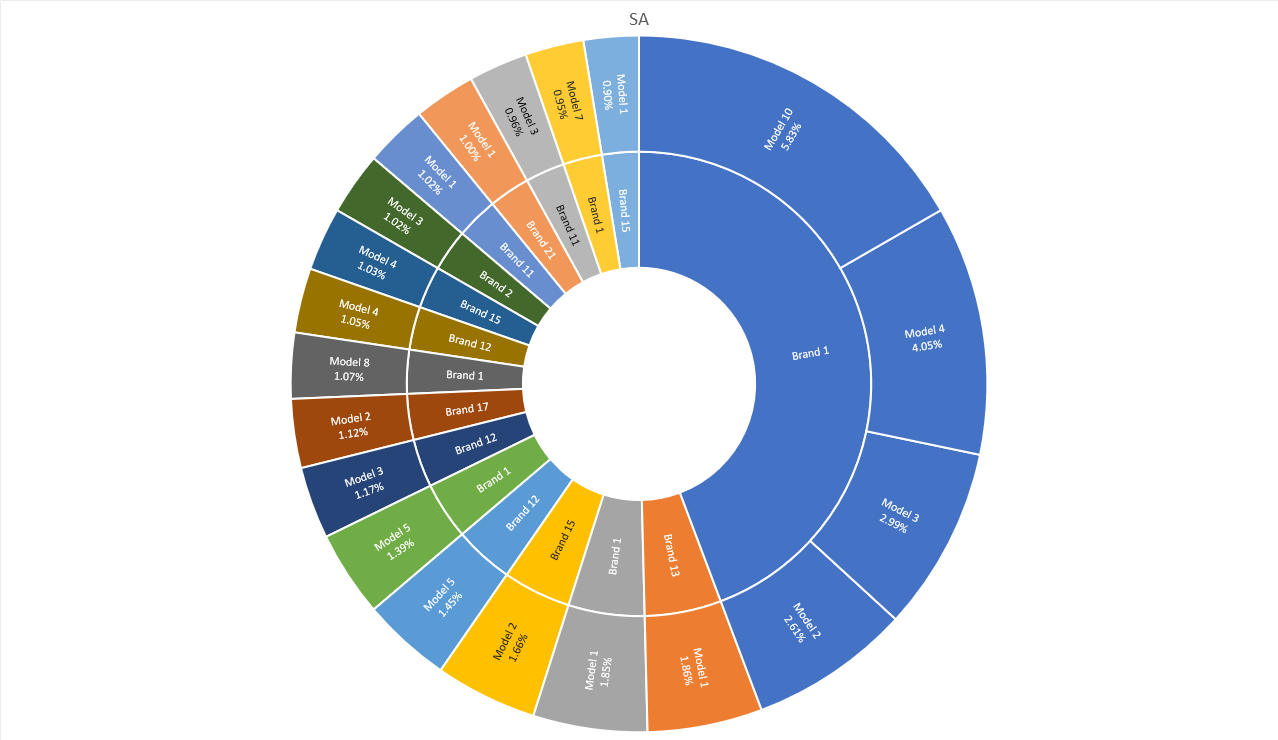 SA
Model 10
5.83%
Model 4
4.05%
Model 3
2.99%
Model 2
2.61%
Brand 1
Model 1
1.86%
Brand 13
Model 1
1.85%
Brand 1
Model 2
1.66%
Brand 15
Model 5
1.45%
Brand 12
Model 5
1.39%
Brand 1
Model 3
1.17%
Brand 12
Model 2
1.12%
Brand 17
Model 8
1.07%
Brand 1
Model 4
1.05%
Brand 12
Model 4
1.03%
Brand 15
Model 3
1.02%
Brand 2
Model 1
1.02%
Brand 11
Model 1
1.00%
Brand 21
Model 3
0.96%
Brand 11
Model 7
0.95%
Brand 1
Model 1
0.90%
Brand 15